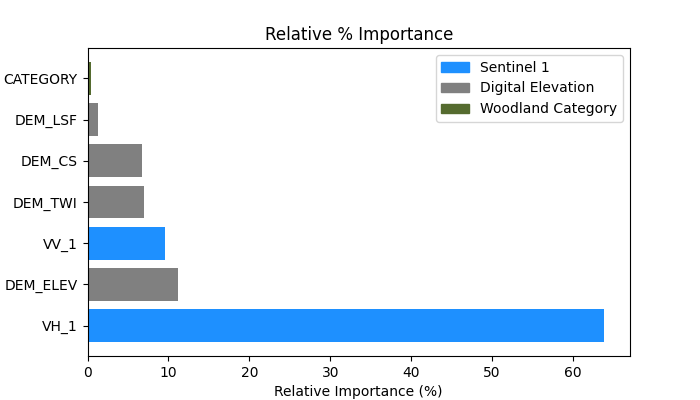 Relative % Importance
Sentinel 1
Digital Elevation
Woodland Category
CATEGORY
DEM_LSF
DEM_CS
DEM_TWI
VV_1
DEM_ELEV
VH_1
0 10 20 30 40 50 60
Relative Importance (%)